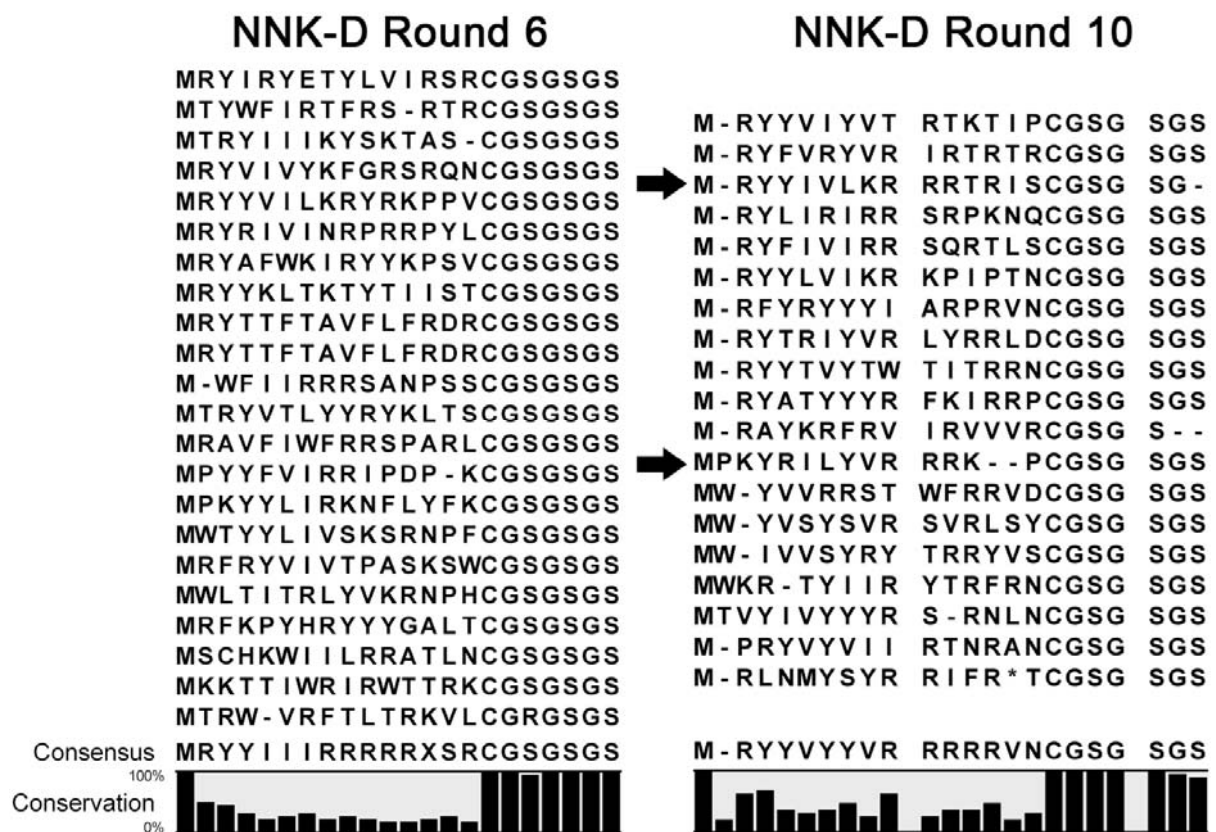 NNK-D Round 6
MRYIRYETYLVIRSRCGSGSGS
MTYWFIRTFRS-RTRCGSGSGS
MTRYIIIKYSKTAS-CGSGSGS
MRYVIVYKFGRSRQNCGSGSGS
MRYYVILKRYRKPPVCGSGSGS
MRYRIVINRPRRPYLCGSGSGS
MRYAFWKIRYYKPSVCGSGSGS
MRYYKLTKTYTIISTCGSGSGS
MRYTTFTAVFLFRDRCGSGSGS
MRYTTFTAVFLFRDRCGSGSGS
M-WFIIRRRSANPSSCGSGSGS
MTRYVTLYYRYKLTSCGSGSGS
MRAVFIWFRRSPARLCGSGSGS
MPYYFVIRRIPDP-KCGSGSGS
MPKYYLIRKNFLYFKCGSGSGS
MWTYYLIVSKSRNPFCGSGSGS
MRFRYVIVTPASKSWCGSGSGS
MWLTITRLYVKRNPHCGSGSGS
MRFKPYHRYYYGALTCGSGSGS
MSCHKWIILRRATLNCGSGSGS
MKKTTIWRIRWTTRKCGSGSGS
MTRW-VRFTLTRKVLCGRGSGS
Consensus MRYYIIIRRRRRXSRCGSGSGS
100%
Conservation
0%
NNK-D Round 10
M-RYYVIYVT RTKTIPCGSG SGS
M-RYFVRYVR IRTRTRCGSG SGS
M-RYYIVLKR RRTRISCGSG SG-
M-RYLIRIRR SRPKNQCGSG SGS
M-RYFIVIRR SQRTLSCGSG SGS
M-RYYLVIKR KPIPTNCGSG SGS
M-RFYRYYYI ARPRVNCGSG SGS
M-RYTRIYVR LYRRLDCGSG SGS
M-RYYTVYTW TITRRNCGSG SGS
M-RYATYYYR FKIRRPCGSG SGS
M-RAYKRFRV IRVVVRCGSG S--
MPKYRILYVR RRK--PCGSG SGS
MW-YVVRRST WFRRVDCGSG SGS
MW-YVSYSVR SVRLSYCGSG SGS
MW-IVVSYRY TRRYVSCGSG SGS
MWKR-TYIIR YTRFRNCGSG SGS
MTVYIVYYYR S-RNLNCGSG SGS
M-PRYVYVII RTNRANCGSG SGS
M-RLNMYSYR RIFR*TCGSG SGS
M-RYYVYYVR RRRRVNCGSG SGS